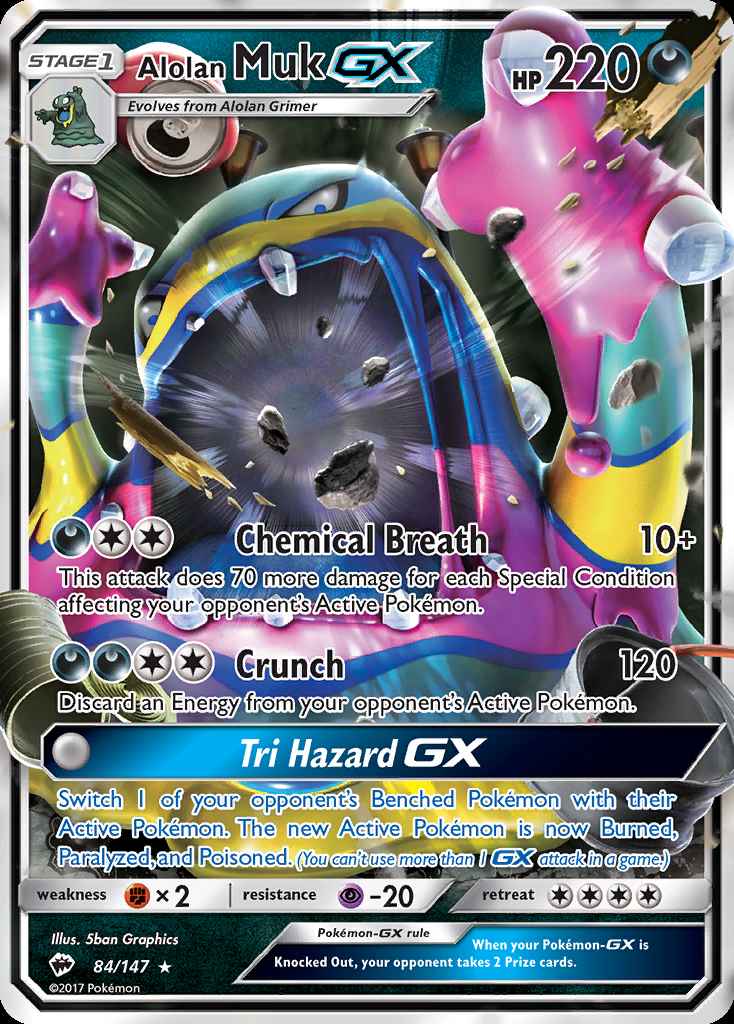 STAGE 1
Alolan Muk GX
HP 220
Evolves from Alolan Grimer
Chemical Breath 10+
This attack does 70 more damage for each Special Condition
affecting your opponent's Active Pokémon.
Crunch 120
Discard an Energy from your opponent's Active Pokémon.
Tri Hazard GX
Switch 1 of your opponent's Benched Pokémon with their
Active Pokémon. The new Active Pokémon is now Burned,
Paralyzed, and Poisoned. (You can't use more than 1 GX attack in a game.)
weakness ×2 resistance -20 retreat
Illus. 5ban Graphics
84/147 ★
©2017 Pokémon
Pokémon-GX rule
When your Pokémon-GX is
Knocked Out, your opponent takes 2 Prize cards.